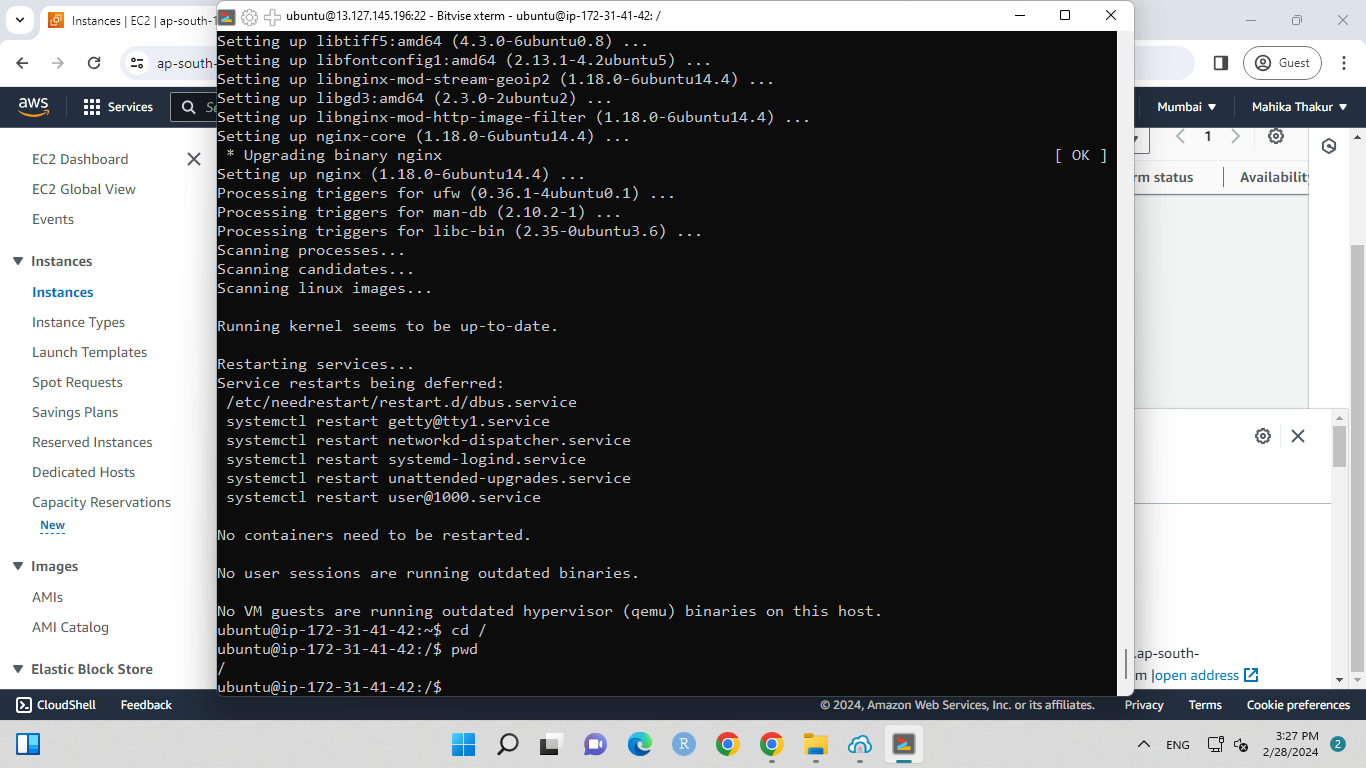 Instances | EC2 | ap-south-1
ubuntu@13.127.145.196:22 - Bitvise xterm - ubuntu@ip-172-31-41-42: /
ap-south-
Guest
aws
Services
Mumbai
Mahika Thakur
EC2 Dashboard
EC2 Global View
Events
Instances
Instances
Instance Types
Launch Templates
Spot Requests
Savings Plans
Reserved Instances
Dedicated Hosts
Capacity Reservations
New
Images
AMIs
AMI Catalog
Elastic Block Store
Setting up libtiff5:amd64 (4.3.0-6ubuntu0.8) ...
Setting up libfontconfig1:amd64 (2.13.1-4.2ubuntu5) ...
Setting up libnginx-mod-stream-geoip2 (1.18.0-6ubuntu14.4) ...
Setting up libgd3:amd64 (2.3.0-2ubuntu2) ...
Setting up libnginx-mod-http-image-filter (1.18.0-6ubuntu14.4) ...
Setting up nginx-core (1.18.0-6ubuntu14.4) ...
* Upgrading binary nginx [ OK ]
Setting up nginx (1.18.0-6ubuntu14.4) ...
Processing triggers for ufw (0.36.1-4ubuntu0.1) ...
Processing triggers for man-db (2.10.2-1) ...
Processing triggers for libc-bin (2.35-0ubuntu3.6) ...
Scanning processes...
Scanning candidates...
Scanning linux images...
Running kernel seems to be up-to-date.
Restarting services...
Service restarts being deferred:
/etc/needrestart/restart.d/dbus.service
systemctl restart getty@tty1.service
systemctl restart networkd-dispatcher.service
systemctl restart systemd-logind.service
systemctl restart unattended-upgrades.service
systemctl restart user@1000.service
No containers need to be restarted.
No user sessions are running outdated binaries.
No VM guests are running outdated hypervisor (qemu) binaries on this host.
ubuntu@ip-172-31-41-42:~$ cd /
ubuntu@ip-172-31-41-42:/$ pwd
/
ubuntu@ip-172-31-41-42:/$
1
rm status
Availability
.ap-south-
m |open address
CloudShell
Feedback
© 2024, Amazon Web Services, Inc. or its affiliates.
Privacy
Terms
Cookie preferences
R
ENG
3:27 PM
2/28/2024
2